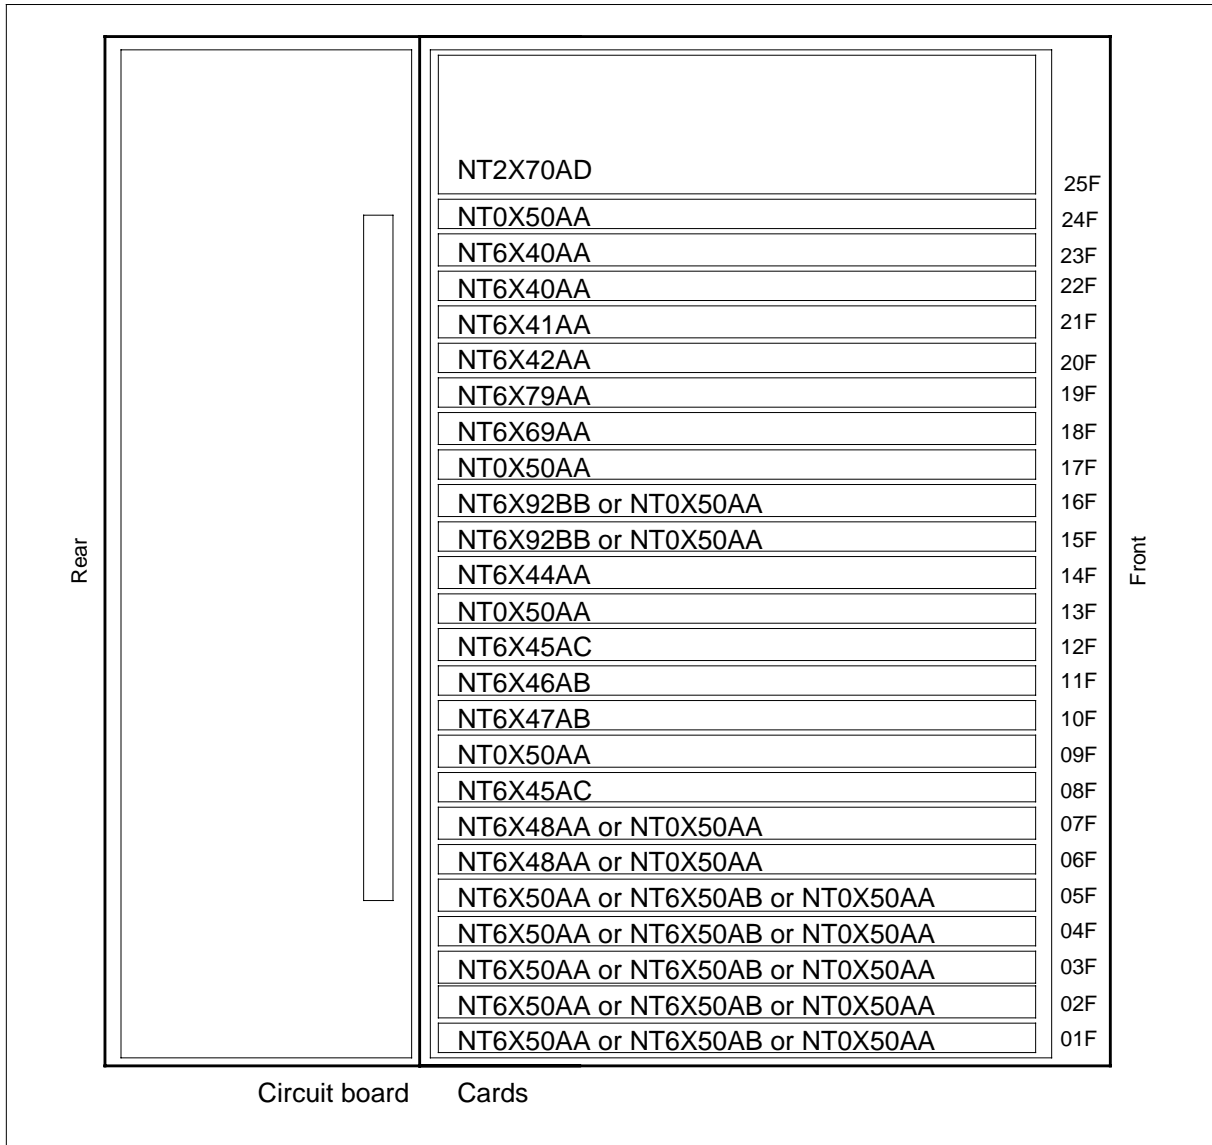 NT2X70AD 25F
NT0X50AA 24F
NT6X40AA 23F
NT6X40AA 22F
NT6X41AA 21F
NT6X42AA 20F
NT6X79AA 19F
NT6X69AA 18F
NT0X50AA 17F
NT6X92BB or NT0X50AA 16F
NT6X92BB or NT0X50AA 15F
Rear
Front
NT6X44AA 14F
NT0X50AA 13F
NT6X45AC 12F
NT6X46AB 11F
NT6X47AB 10F
NT0X50AA 09F
NT6X45AC 08F
NT6X48AA or NT0X50AA 07F
NT6X48AA or NT0X50AA 06F
NT6X50AA or NT6X50AB or NT0X50AA 05F
NT6X50AA or NT6X50AB or NT0X50AA 04F
NT6X50AA or NT6X50AB or NT0X50AA 03F
NT6X50AA or NT6X50AB or NT0X50AA 02F
NT6X50AA or NT6X50AB or NT0X50AA 01F
Circuit board Cards